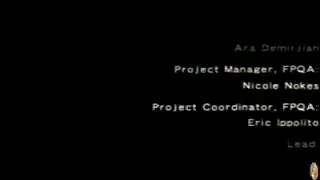 Ara Demirjian
Project Manager, FPQA:
Nicole Nokes
Project Coordinator, FPQA:
Eric Ippolito
Lead